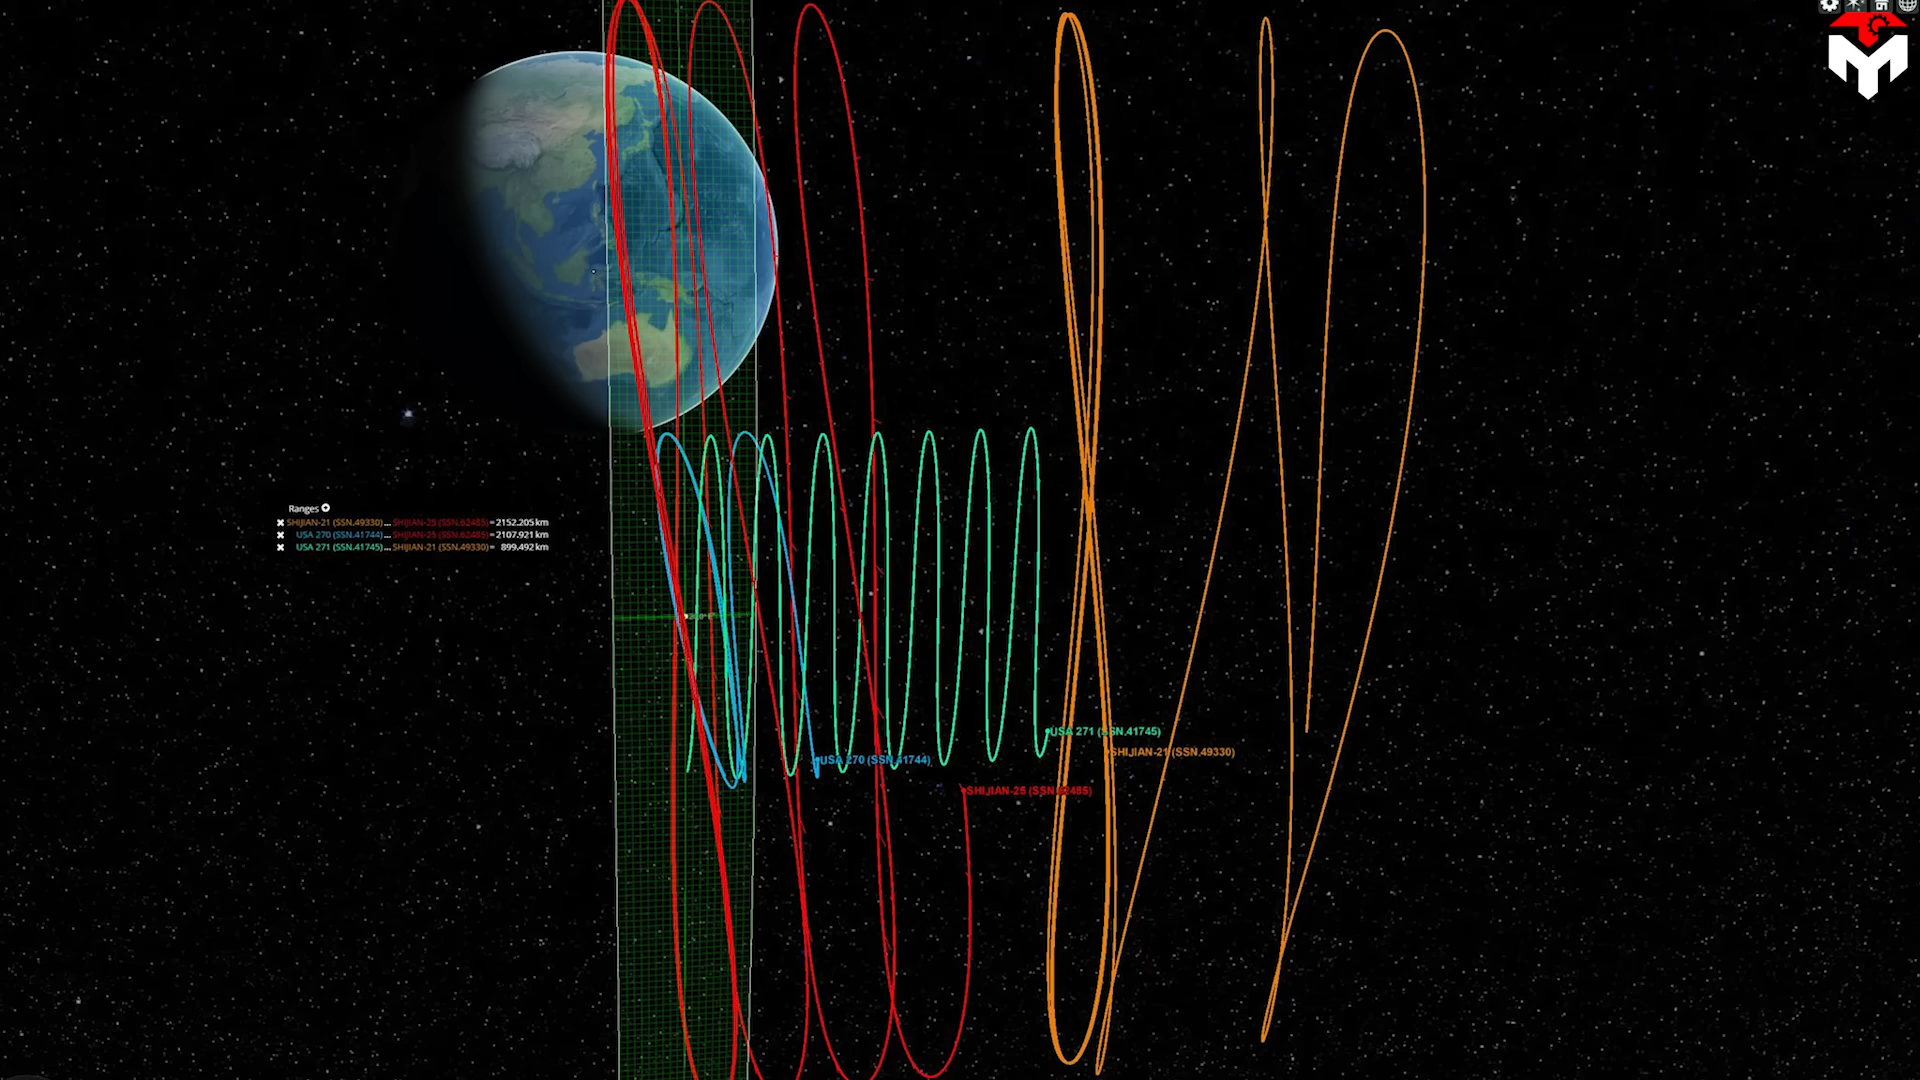 Ranges
SHIJIAN-21 (SSN.49330)... SHIJIAN-25 (SSN.62485)= 2152.205 km
USA 270 (SSN.41744)... SHIJIAN-25 (SSN.62485)= 2107.921 km
USA 271 (SSN.41745)... SHIJIAN-21 (SSN.49330)= 899.492 km
USA 271 (SSN.41745)
SHIJIAN-21 (SSN.49330)
USA 270 (SSN.41744)
SHIJIAN-25 (SSN.62485)